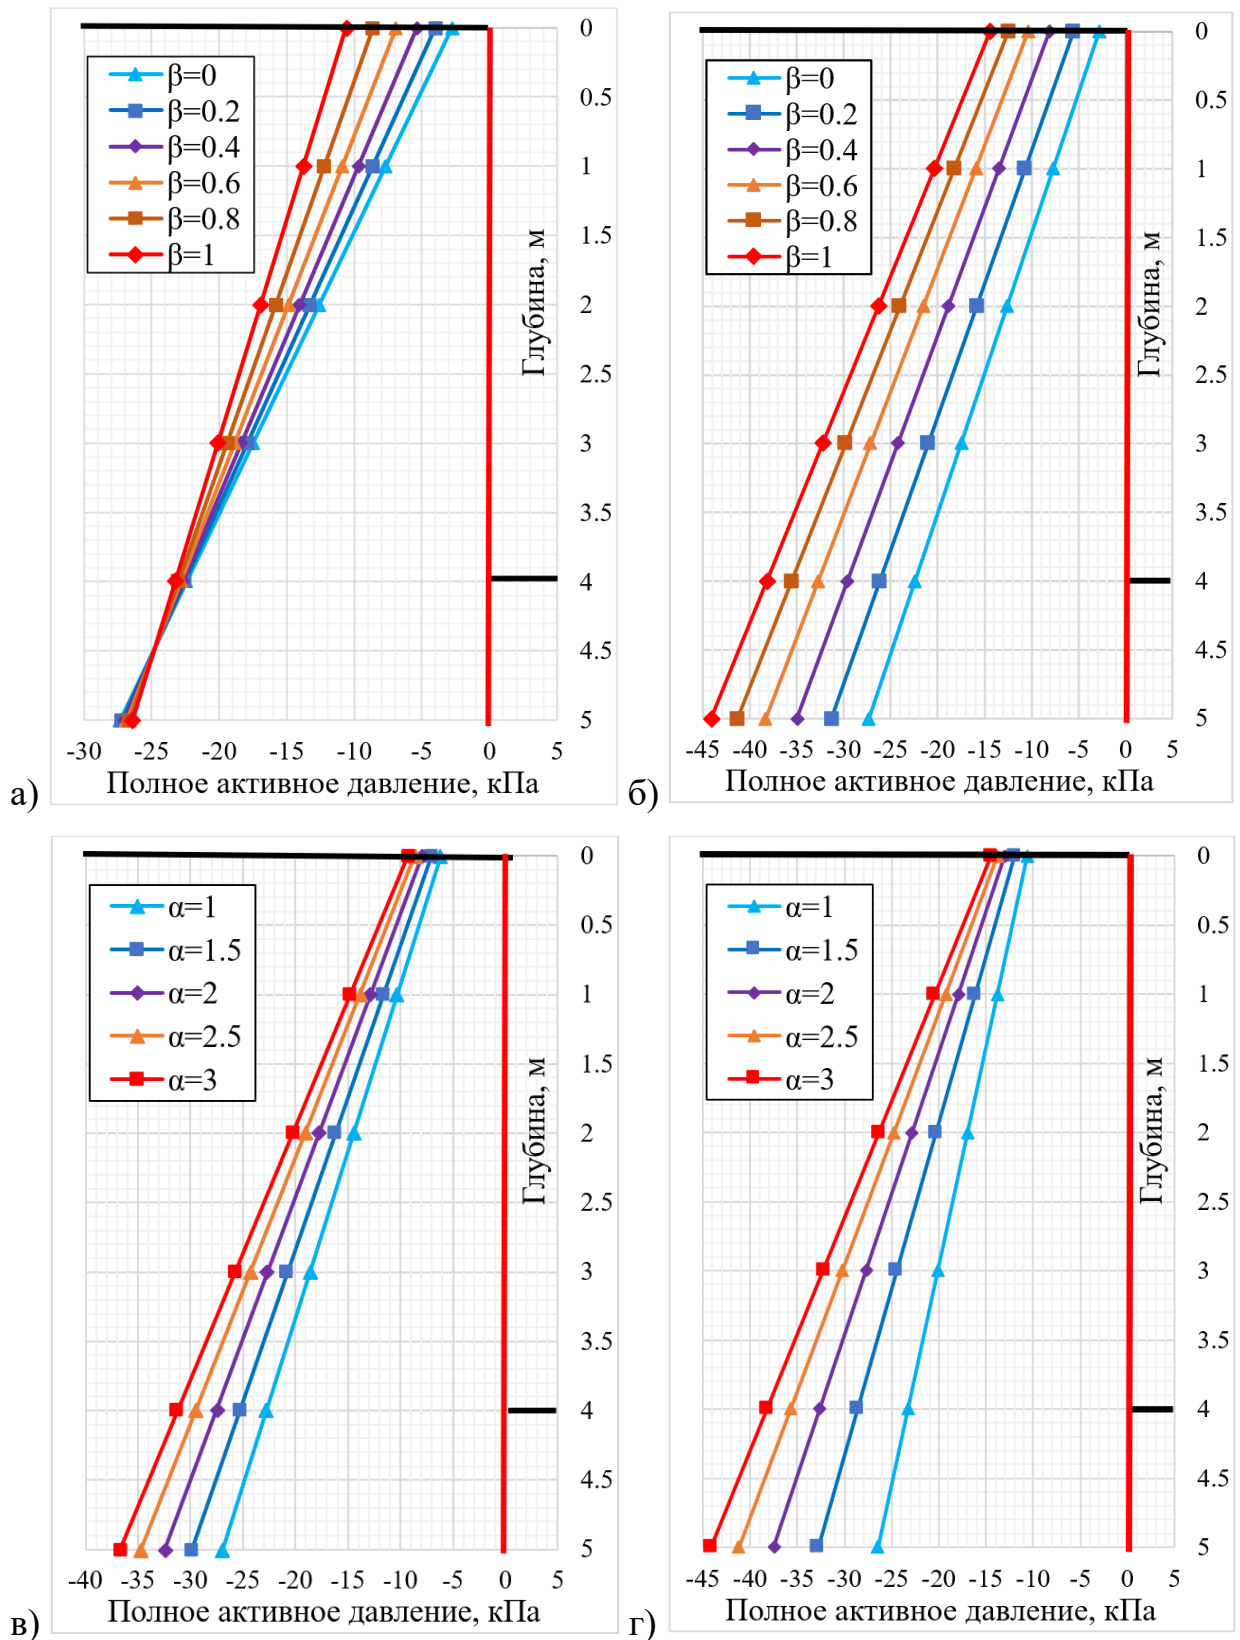 β=0
β=0.2
β=0.4
β=0.6
β=0.8
β=1
0
0.5
1
1.5
2
2.5
3
3.5
4
4.5
5
Глубина, м
-30 -25 -20 -15 -10 -5 0 5
Полное активное давление, кПа
а)
β=0
β=0.2
β=0.4
β=0.6
β=0.8
β=1
0
0.5
1
1.5
2
2.5
3
3.5
4
4.5
5
Глубина, м
-45 -40 -35 -30 -25 -20 -15 -10 -5 0 5
Полное активное давление, кПа
б)
α=1
α=1.5
α=2
α=2.5
α=3
0
0.5
1
1.5
2
2.5
3
3.5
4
4.5
5
Глубина, м
-40 -35 -30 -25 -20 -15 -10 -5 0 5
Полное активное давление, кПа
в)
α=1
α=1.5
α=2
α=2.5
α=3
0
0.5
1
1.5
2
2.5
3
3.5
4
4.5
5
Глубина, м
-45 -40 -35 -30 -25 -20 -15 -10 -5 0 5
Полное активное давление, кПа
г)